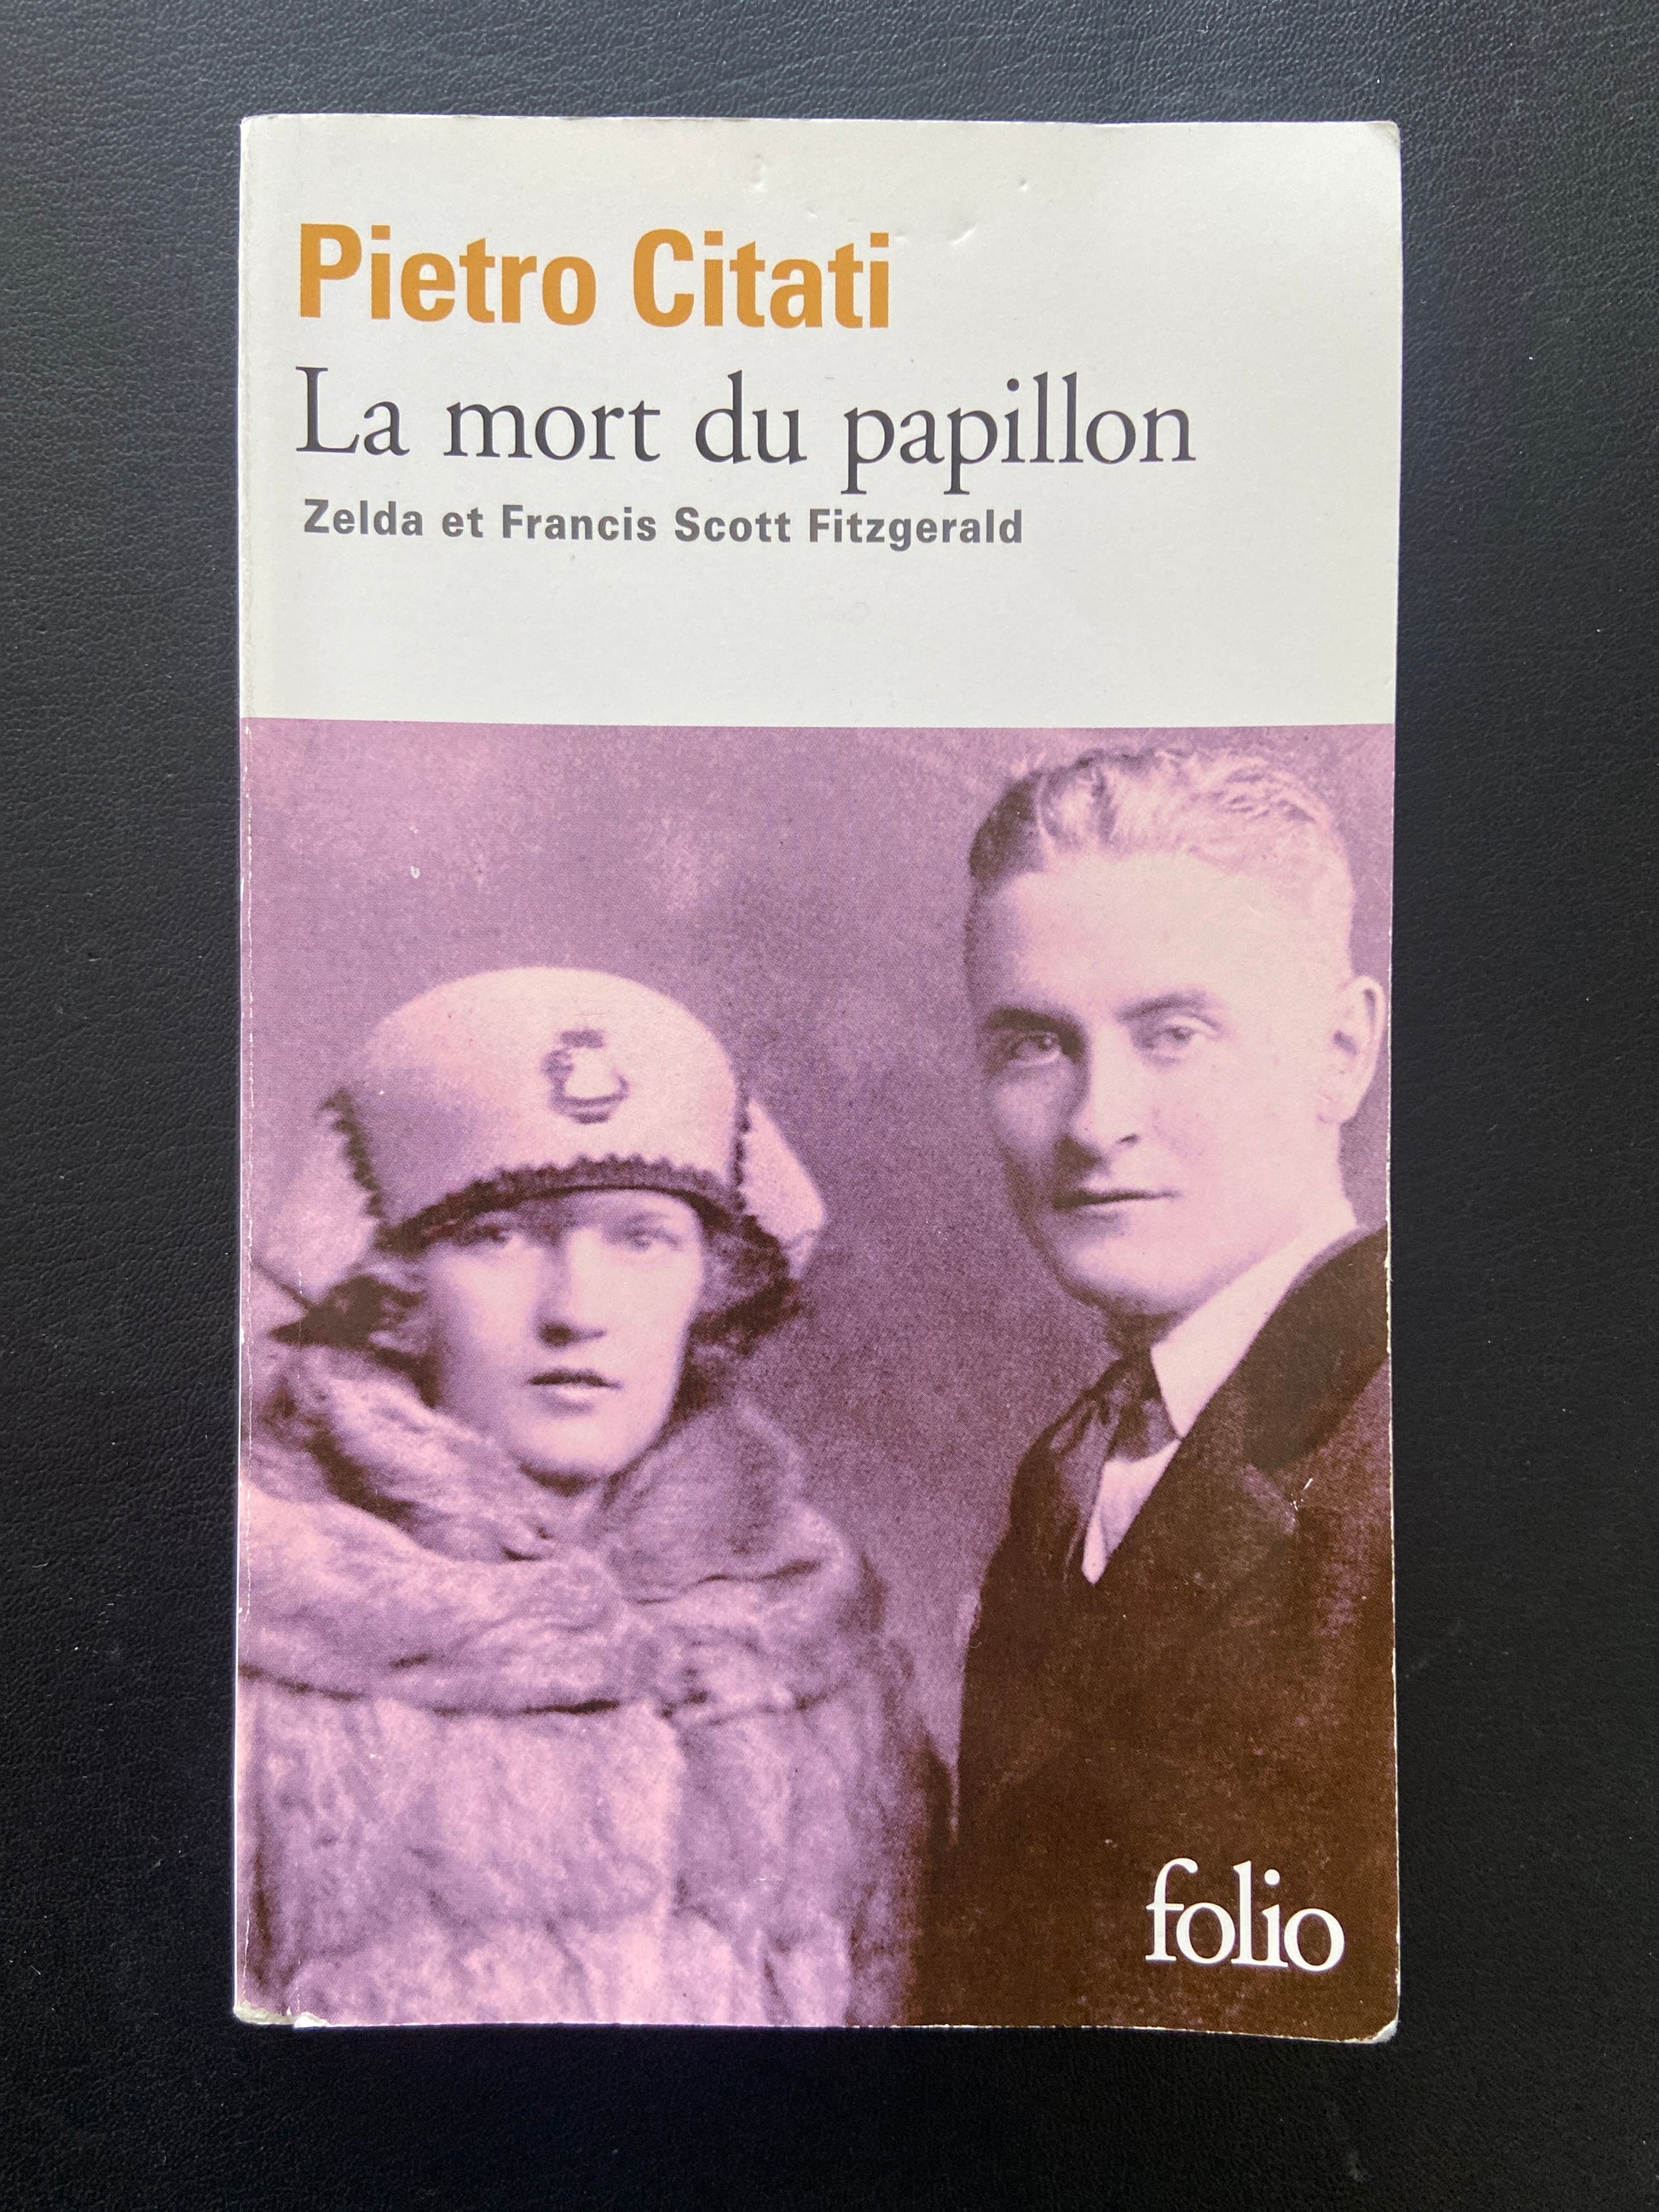 Pietro Citati
La mort du papillon
Zelda et Francis Scott Fitzgerald
folio